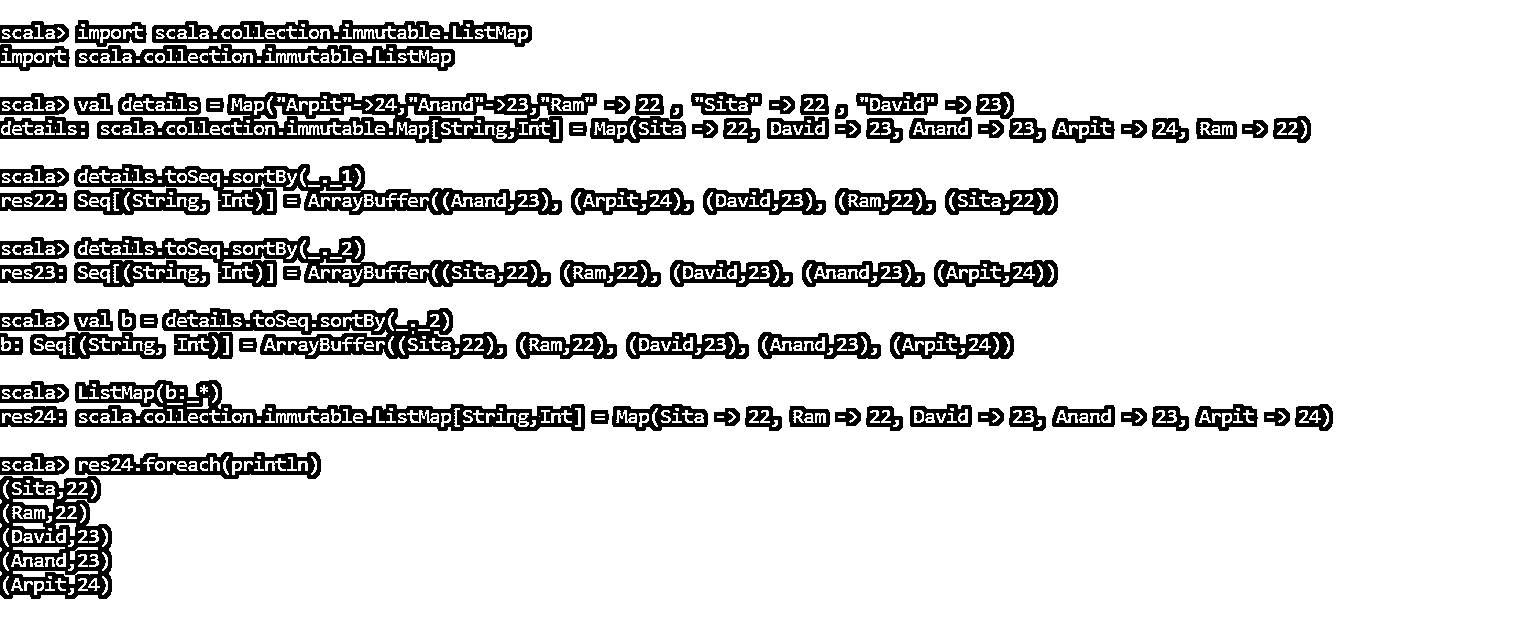 scala> import scala.collection.immutable.ListMap
import scala.collection.immutable.ListMap
scala> val details = Map("Arpit"->24,"Anand"->23,"Ram" -> 22 , "Sita" -> 22 , "David" -> 23)
details: scala.collection.immutable.Map[String,Int] = Map(Sita -> 22, David -> 23, Anand -> 23, Arpit -> 24, Ram -> 22)
scala> details.toSeq.sortBy(_._1)
res22: Seq[(String, Int)] = ArrayBuffer((Anand,23), (Arpit,24), (David,23), (Ram,22), (Sita,22))
scala> details.toSeq.sortBy(_._2)
res23: Seq[(String, Int)] = ArrayBuffer((Sita,22), (Ram,22), (David,23), (Anand,23), (Arpit,24))
scala> val b = details.toSeq.sortBy(_._2)
b: Seq[(String, Int)] = ArrayBuffer((Sita,22), (Ram,22), (David,23), (Anand,23), (Arpit,24))
scala> ListMap(b:_*)
res24: scala.collection.immutable.ListMap[String,Int] = Map(Sita -> 22, Ram -> 22, David -> 23, Anand -> 23, Arpit -> 24)
scala> res24.foreach(println)
(Sita,22)
(Ram,22)
(David,23)
(Anand,23)
(Arpit,24)